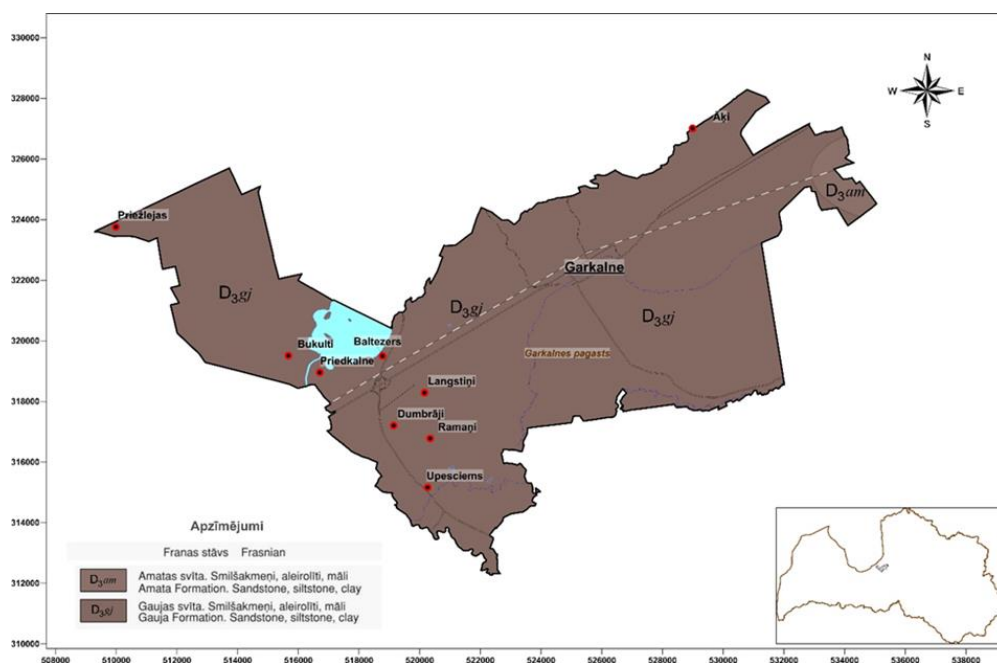 330000
328000
326000
324000
322000
320000
318000
316000
314000
312000
310000
N
W E
S
Āķi
D₃am
Priežlejas
Garkalne
D₃gj
D₃gj
D₃gj
Bukulti
Baltezers
Priedkalne
Garkalnes pagasts
Langstiņi
Dumbrāji
Ramaņi
Upesciems
Apzīmējumi
Franas stāvs Frasnian
D₃am Amatas svīta. Smilšakmeņi, aleirolīti, māli
Amata Formation. Sandstone, siltstone, clay
D₃gj Gaujas svīta. Smilšakmeņi, aleirolīti, māli
Gauja Formation. Sandstone, siltstone, clay
508000 510000 512000 514000 516000 518000 520000 522000 524000 526000 528000 530000 532000 534000 536000 538000